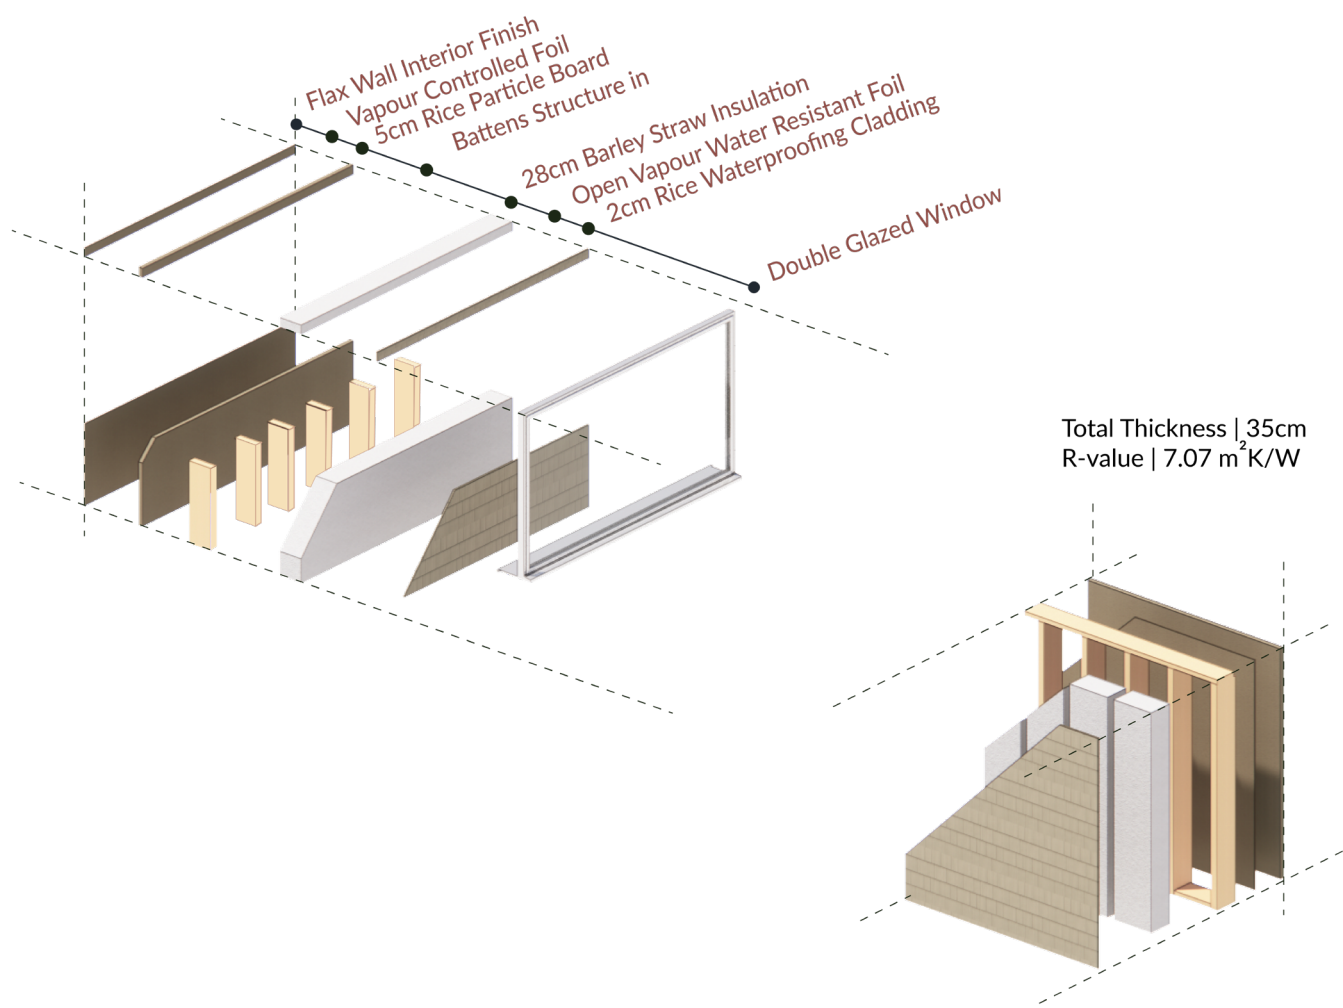 Flax Wall Interior Finish
Vapour Controlled Foil
5cm Rice Particle Board
Battens Structure in
28cm Barley Straw Insulation
Open Vapour Water Resistant Foil
2cm Rice Waterproofing Cladding
Double Glazed Window
Total Thickness | 35cm
R-value | 7.07 m²K/W